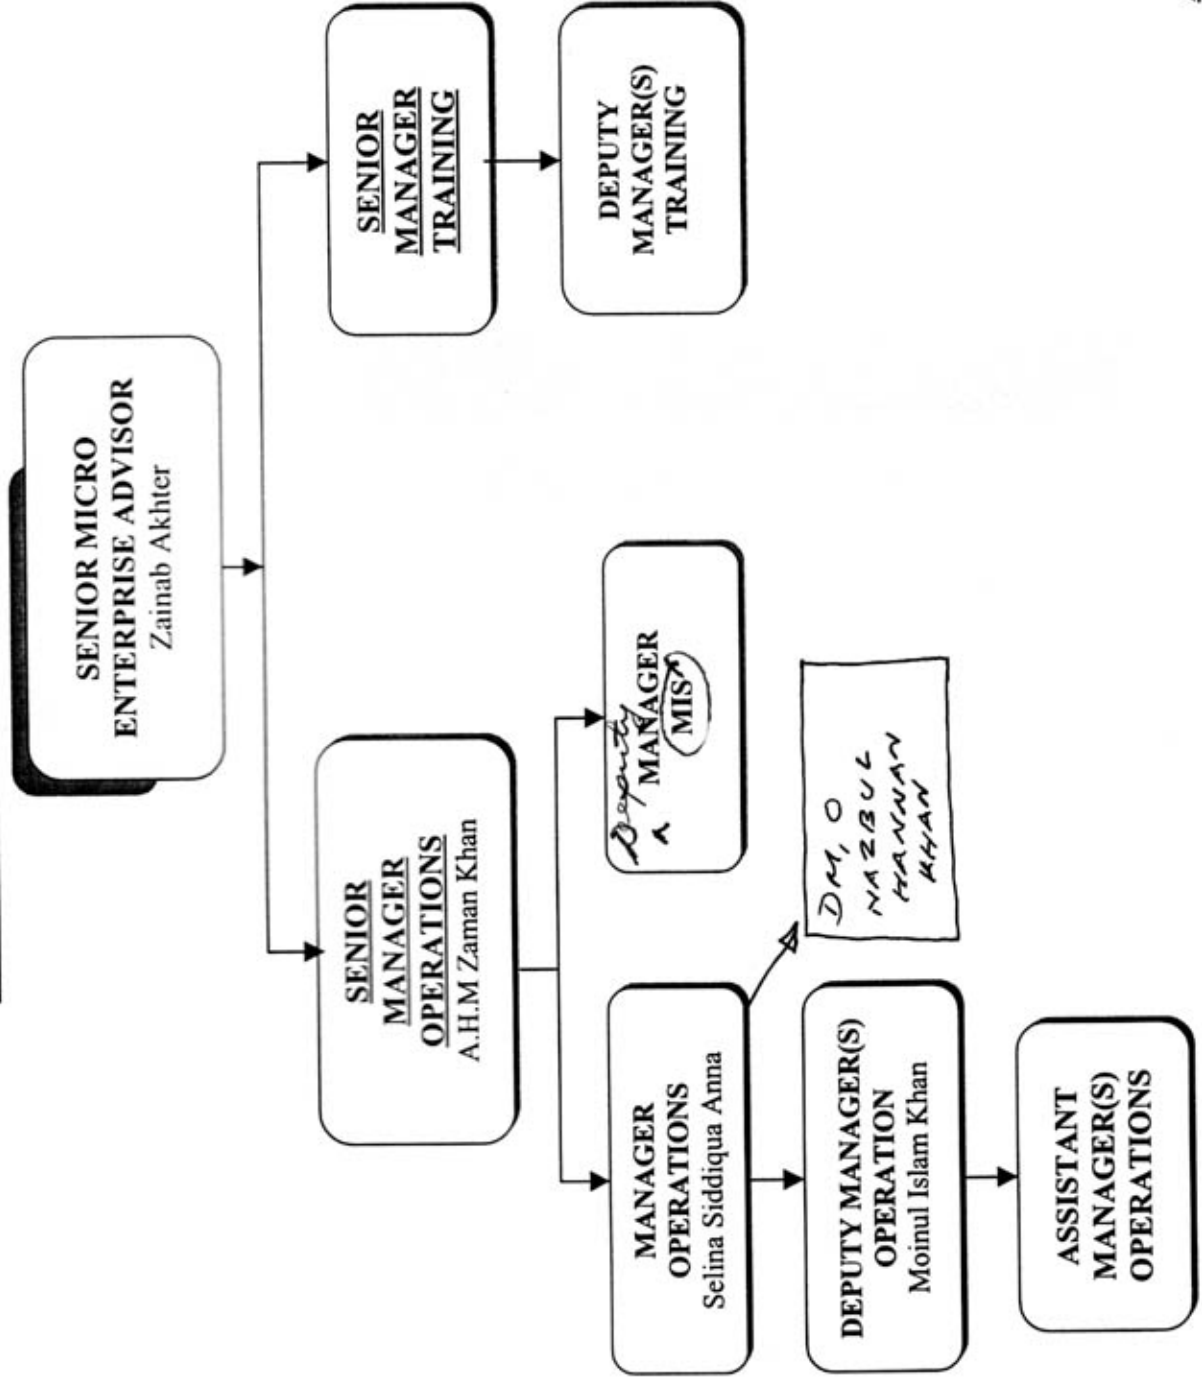 SENIOR MICRO
ENTERPRISE ADVISOR
Zainab Akhter
SENIOR
MANAGER
OPERATIONS
A.H.M Zaman Khan
SENIOR
MANAGER
TRAINING
MANAGER
OPERATIONS
Selina Siddiqua Anna
Deputy
MANAGER
MIS
DEPUTY
MANAGER(S)
TRAINING
DEPUTY MANAGER(S)
OPERATION
Moinul Islam Khan
DM, O
NAZBUL
HANNAN
KHAN
ASSISTANT
MANAGER(S)
OPERATIONS